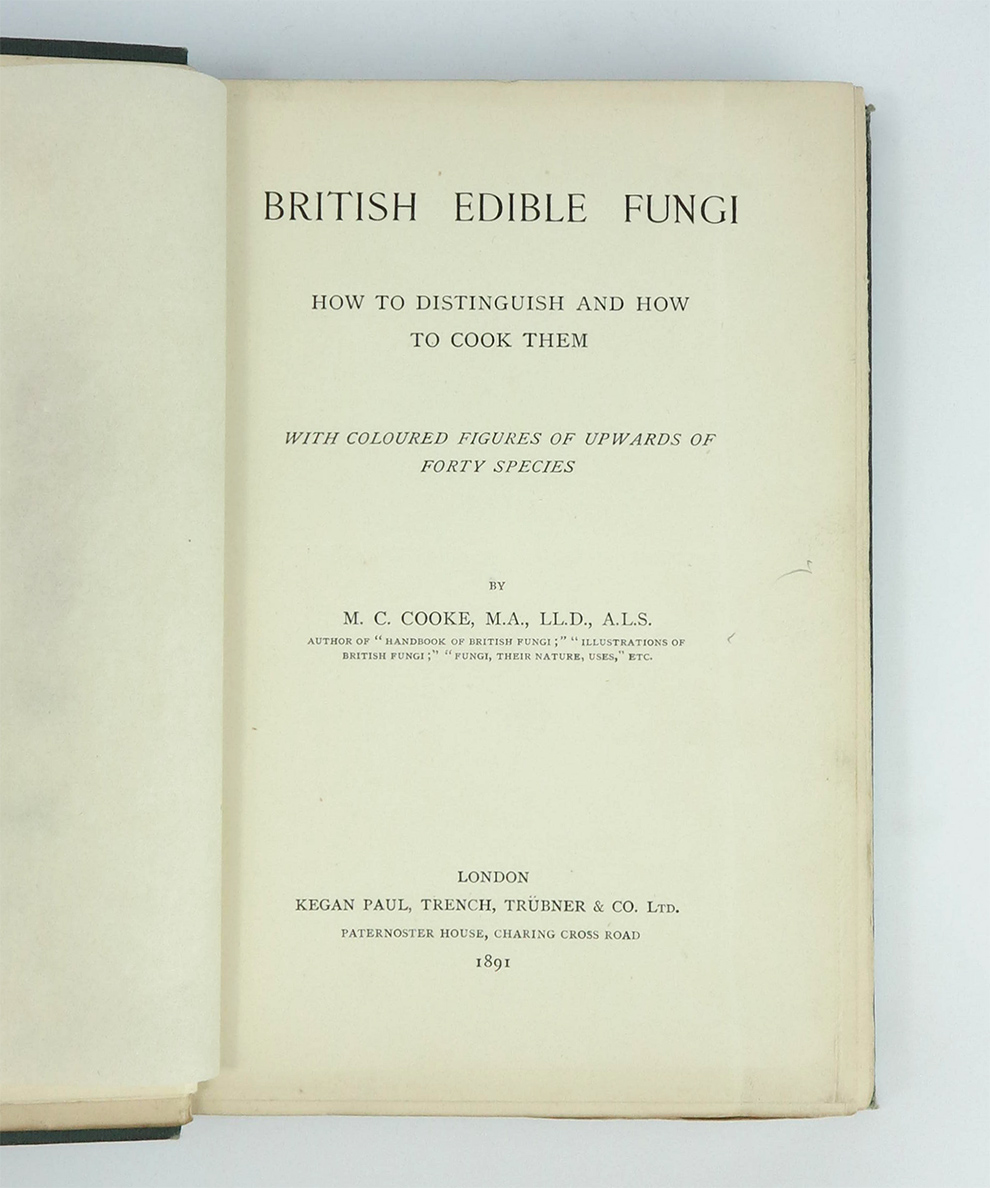 BRITISH EDIBLE FUNGI
HOW TO DISTINGUISH AND HOW
TO COOK THEM
WITH COLOURED FIGURES OF UPWARDS OF
FORTY SPECIES
BY
M. C. COOKE, M.A., LL.D., A.L.S.
AUTHOR OF "HANDBOOK OF BRITISH FUNGI;" "ILLUSTRATIONS OF
BRITISH FUNGI;" "FUNGI, THEIR NATURE, USES," ETC.
LONDON
KEGAN PAUL, TRENCH, TRÜBNER & CO. LTD.
PATERNOSTER HOUSE, CHARING CROSS ROAD
1891